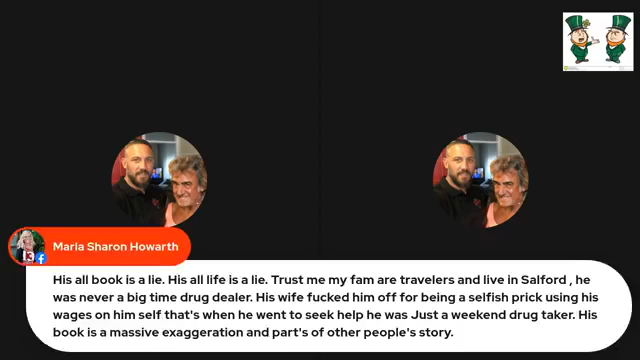 Maria Sharon Howarth
His all book is a lie. His all life is a lie. Trust me my fam are travelers and live in Salford , he
was never a big time drug dealer. His wife fucked him off for being a selfish prick using his
wages on him self that's when he went to seek help he was Just a weekend drug taker. His
book is a massive exaggeration and part's of other people's story.